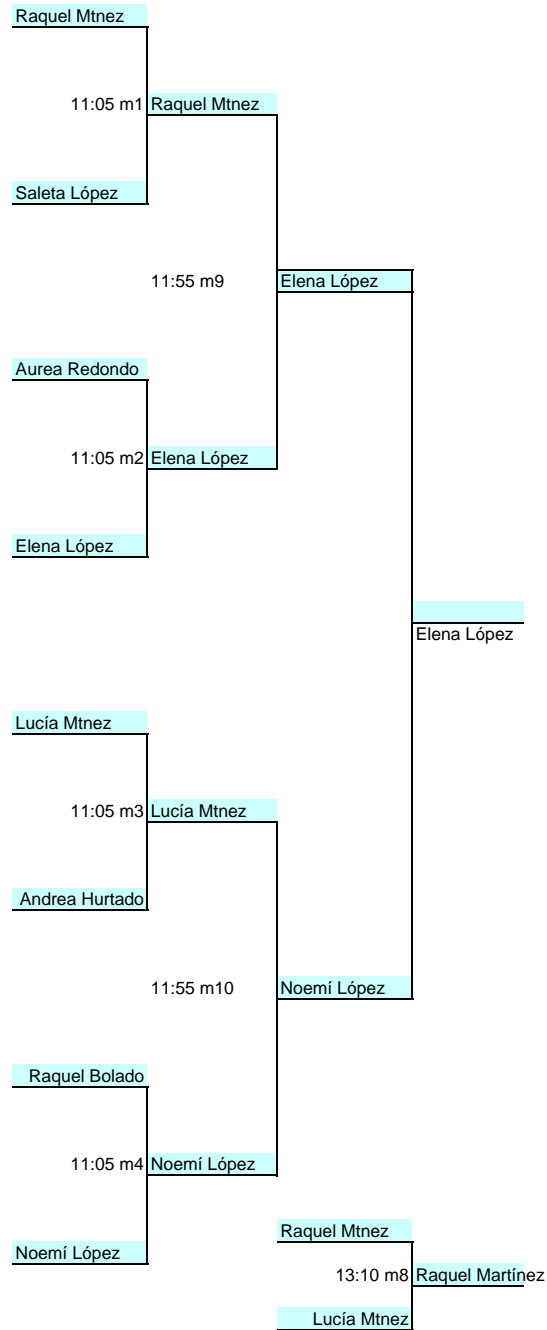 Raquel Mtnez
11:05 m1 Raquel Mtnez
Saleta López
11:55 m9 Elena López
Aurea Redondo
11:05 m2 Elena López
Elena López
Elena López
Lucía Mtnez
11:05 m3 Lucía Mtnez
Andrea Hurtado
11:55 m10 Noemí López
Raquel Bolado
11:05 m4 Noemí López
Raquel Mtnez
Noemí López
13:10 m8 Raquel Martínez
Lucía Mtnez